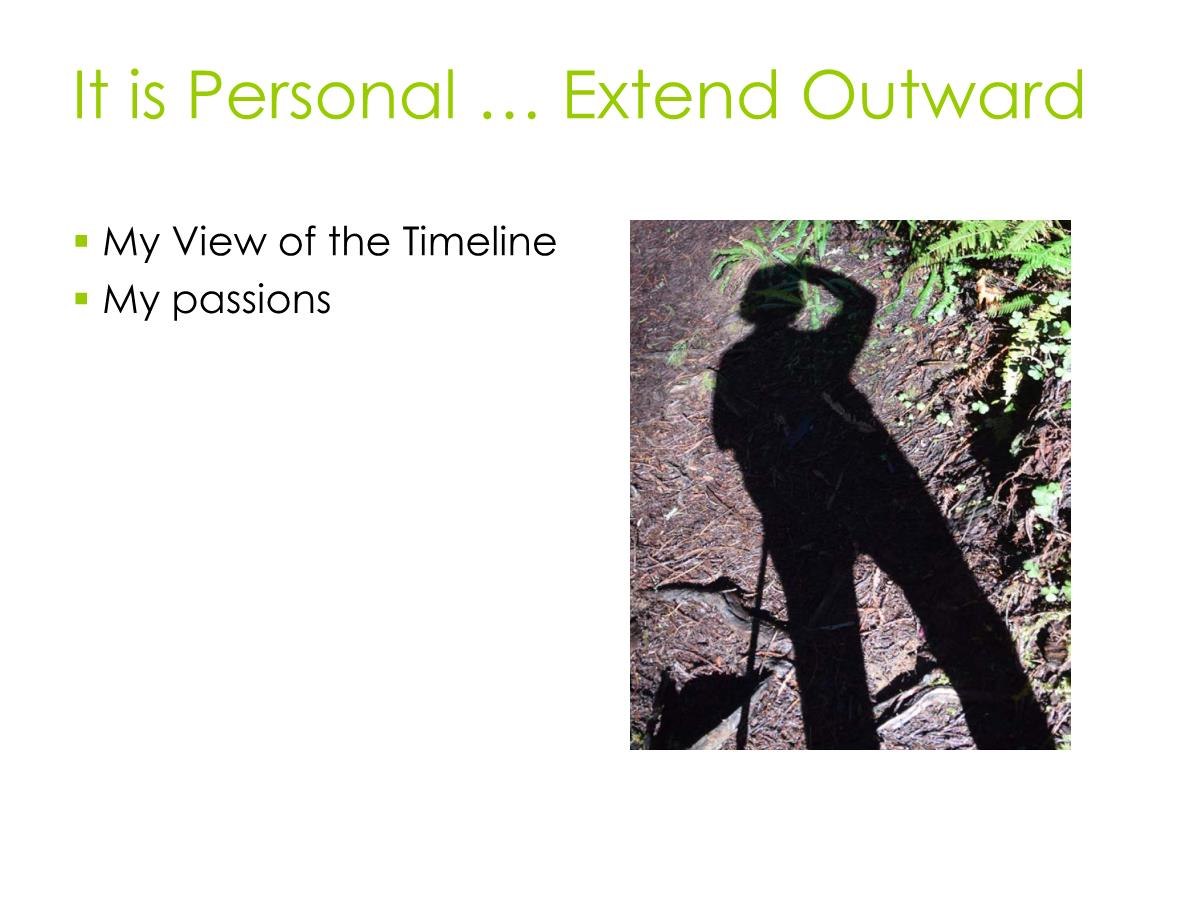 It is Personal … Extend Outward
▪ My View of the Timeline
▪ My passions